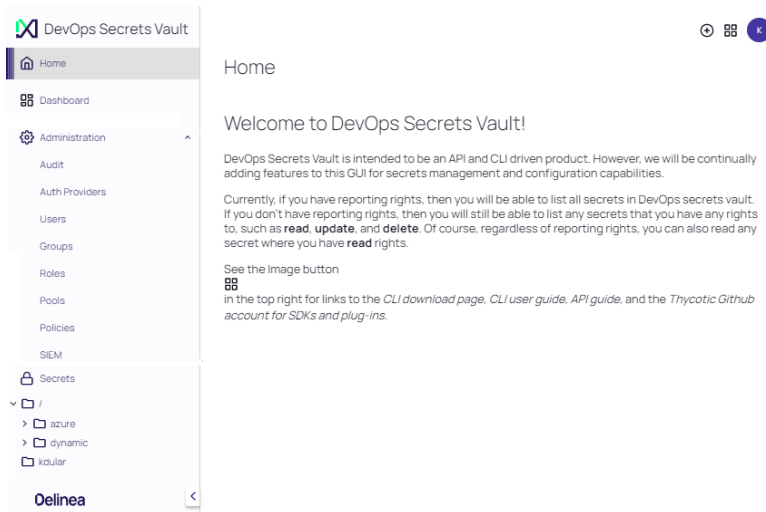 DevOps Secrets Vault
K
Home
Dashboard
Administration
Audit
Auth Providers
Users
Groups
Roles
Pools
Policies
SIEM
Secrets
/
azure
dynamic
kdular
Delinea
Home
Welcome to DevOps Secrets Vault!
DevOps Secrets Vault is intended to be an API and CLI driven product. However, we will be continually
adding features to this GUI for secrets management and configuration capabilities.
Currently, if you have reporting rights, then you will be able to list all secrets in DevOps secrets vault.
If you don't have reporting rights, then you will still be able to list any secrets that you have any rights
to, such as read, update, and delete. Of course, regardless of reporting rights, you can also read any
secret where you have read rights.
See the Image button
in the top right for links to the CLI download page, CLI user guide, API guide, and the Thycotic Github
account for SDKs and plug-ins.